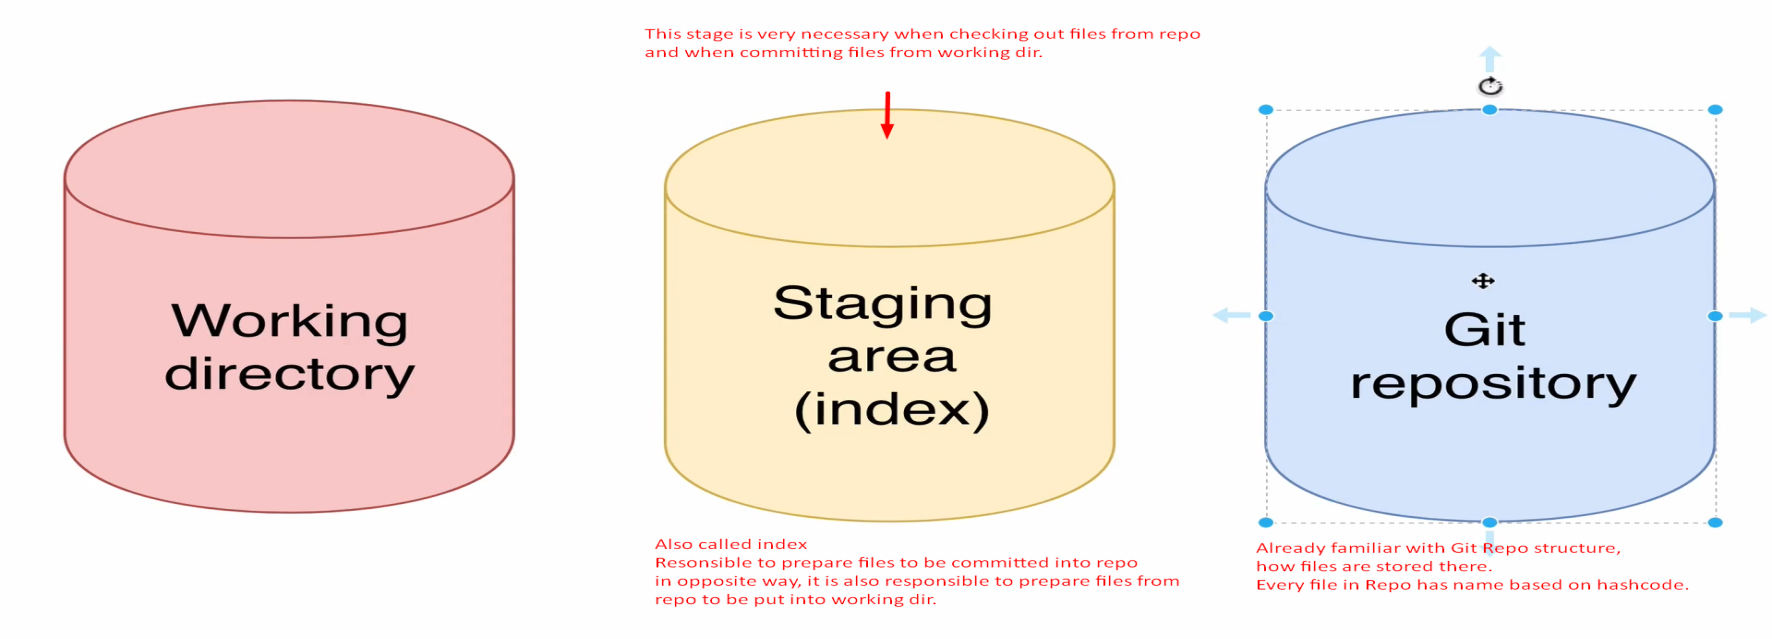 This stage is very necessary when checking out files from repo
and when committing files from working dir.
Working
directory
Staging
area
(index)
Git
repository
Also called index
Resonsible to prepare files to be committed into repo
in opposite way, it is also responsible to prepare files from
repo to be put into working dir.
Already familiar with Git Repo structure,
how files are stored there.
Every file in Repo has name based on hashcode.